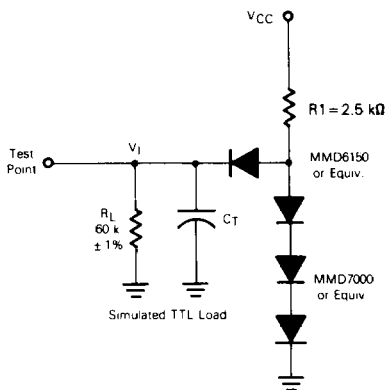 VCC
R1 = 2.5 kΩ
Test
Point
VI
MMD6150
or Equiv.
RL
60 k
± 1%
CT
MMD7000
or Equiv
Simulated TTL Load